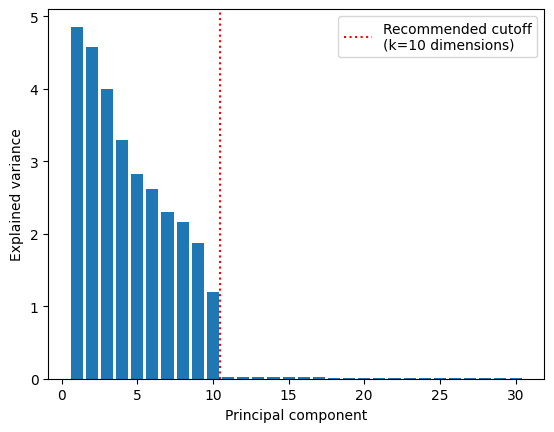 Recommended cutoff
(k=10 dimensions)
Explained variance
5
4
3
2
1
0
0 5 10 15 20 25 30
Principal component